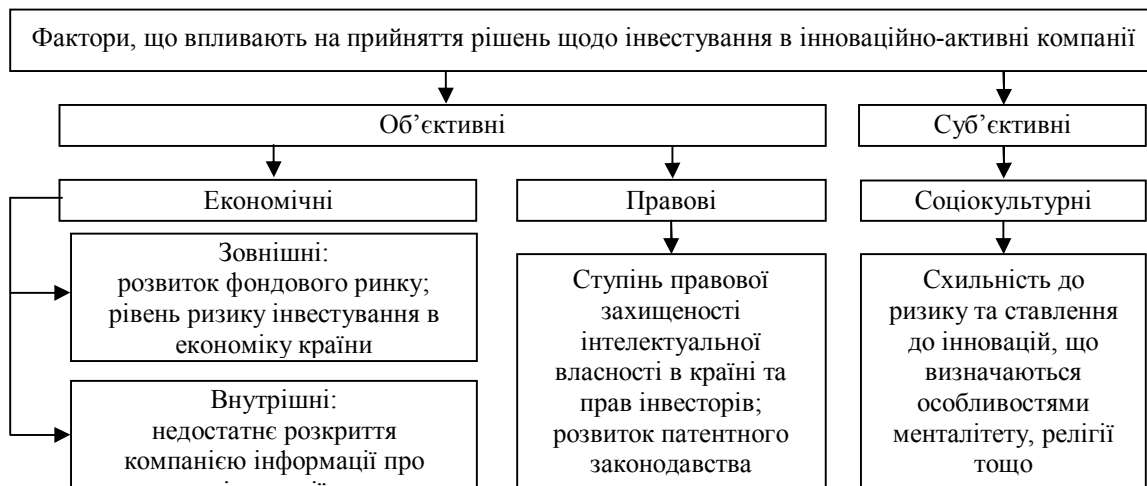 Фактори, що впливають на прийняття рішень щодо інвестування в інноваційно-активні компанії
Об’єктивні
Суб’єктивні
Економічні
Правові
Соціокультурні
Зовнішні:
розвиток фондового ринку;
рівень ризику інвестування в
економіку країни
Внутрішні:
недостатнє розкриття
компанією інформації про
Ступінь правової
захищеності
інтелектуальної
власності в країні та
прав інвесторів;
розвиток патентного
законодавства
Схильність до
ризику та ставлення
до інновацій, що
визначаються
особливостями
менталітету, релігії
тощо